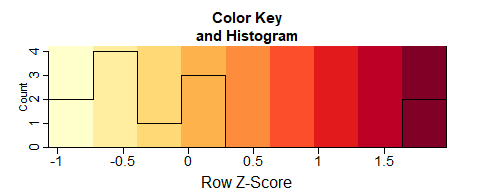 Color Key
and Histogram
Count
0 1 2 3 4
-1 -0.5 0 0.5 1 1.5
Row Z-Score